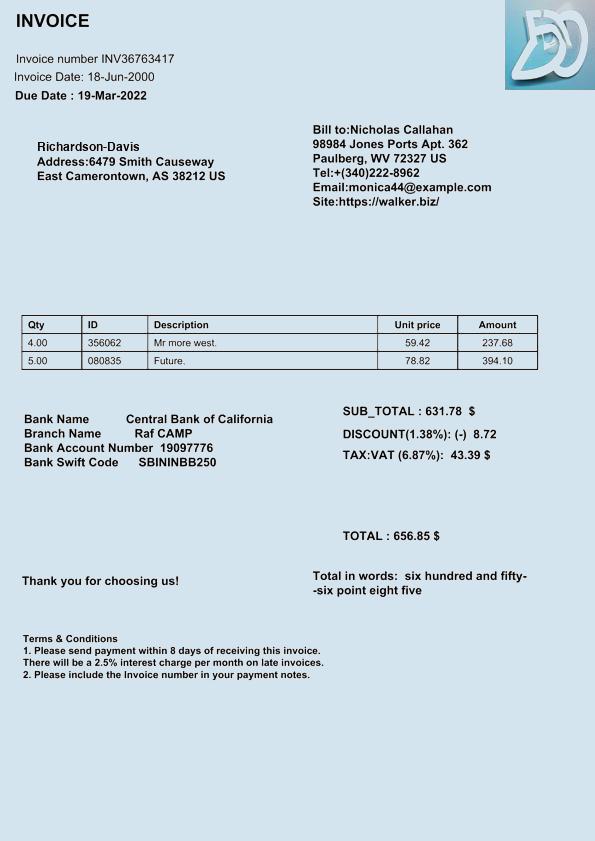 INVOICE
Invoice number INV36763417
Invoice Date: 18-Jun-2000
Due Date : 19-Mar-2022
Richardson-Davis
Address:6479 Smith Causeway
East Camerontown, AS 38212 US
Bill to:Nicholas Callahan
98984 Jones Ports Apt. 362
Paulberg, WV 72327 US
Tel:+(340)222-8962
Email:monica44@example.com
Site:https://walker.biz/
Qty ID Description Unit price Amount
4.00 356062 Mr more west. 59.42 237.68
5.00 080835 Future. 78.82 394.10
Bank Name Central Bank of California
Branch Name Raf CAMP
Bank Account Number 19097776
Bank Swift Code SBININBB250
SUB_TOTAL : 631.78 $
DISCOUNT(1.38%): (-) 8.72
TAX:VAT (6.87%): 43.39 $
TOTAL : 656.85 $
Thank you for choosing us!
Total in words: six hundred and fifty-
-six point eight five
Terms & Conditions
1. Please send payment within 8 days of receiving this invoice.
There will be a 2.5% interest charge per month on late invoices.
2. Please include the Invoice number in your payment notes.